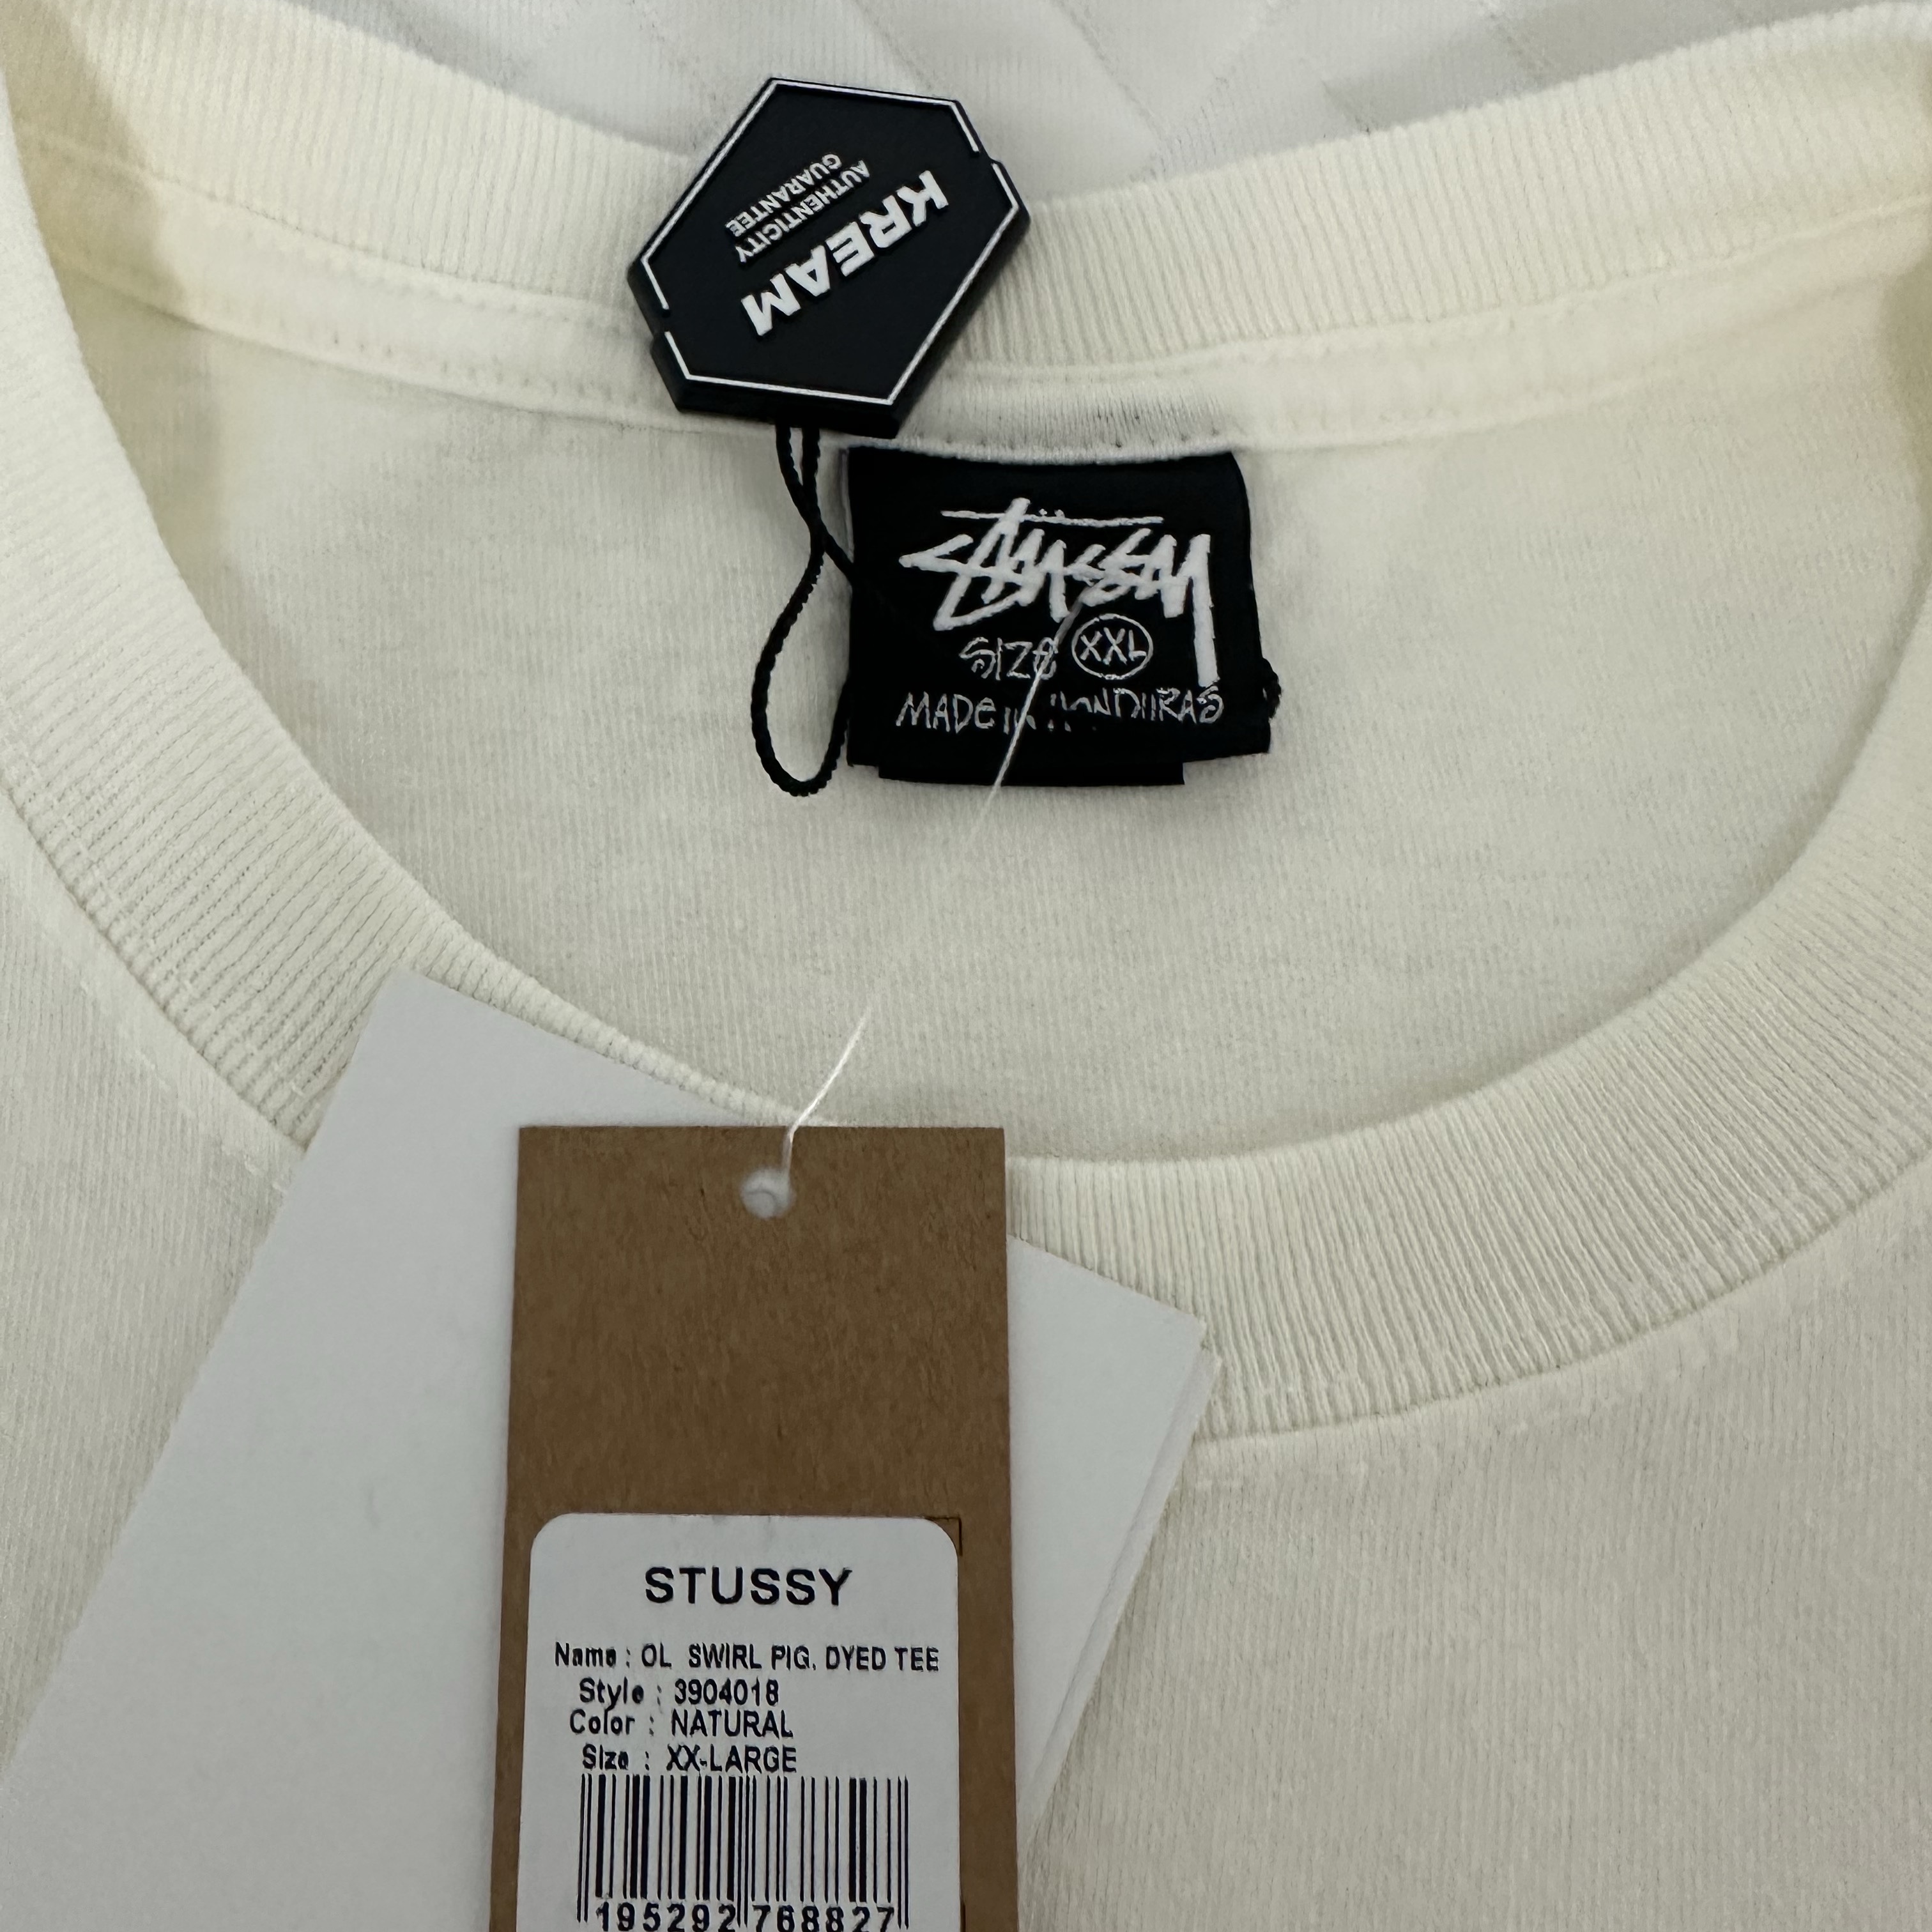 KREAM
AUTHENTICITY
GUARANTEE
Stüssy
SIZE XXL
MADE IN HONDURAS
STUSSY
Name : OL SWIRL PIG. DYED TEE
Style : 3904018
Color : NATURAL
Size : XX-LARGE
195292 768827